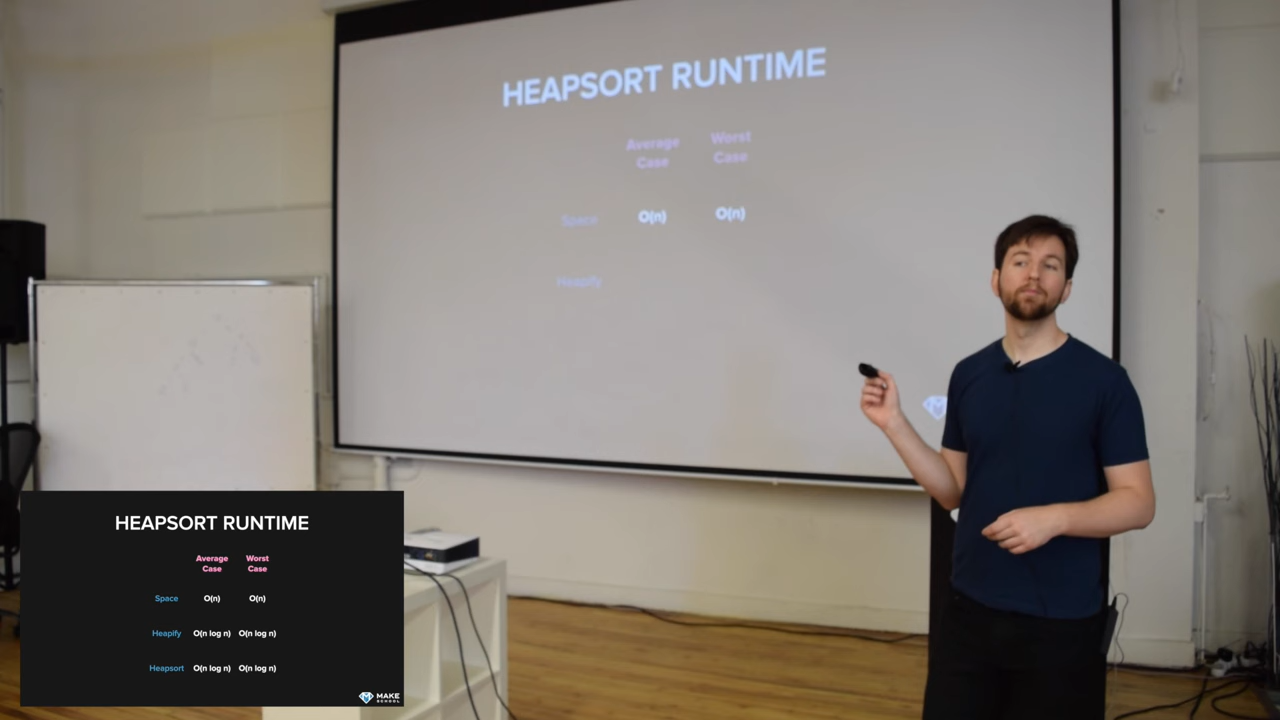 HEAPSORT RUNTIME
Average Worst
Case Case
Space O(n) O(n)
Heapify
HEAPSORT RUNTIME
Average Worst
Case Case
Space O(n) O(n)
Heapify O(n log n) O(n log n)
Heapsort O(n log n) O(n log n)
MAKE
SCHOOL